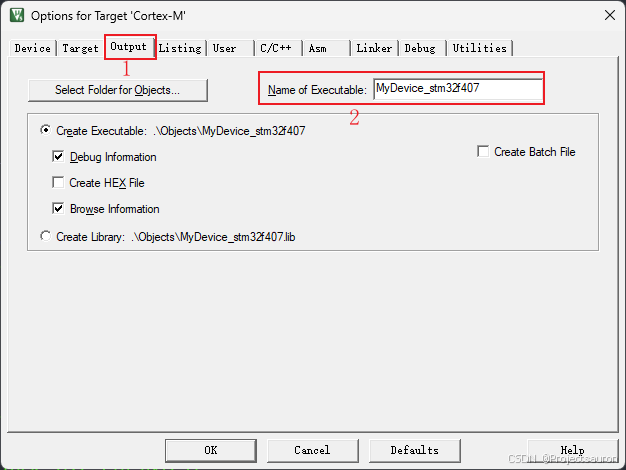 Options for Target 'Cortex-M'
Device Target Output Listing User C/C++ Asm Linker Debug Utilities
1
Select Folder for Objects... Name of Executable: MyDevice_stm32f407
2
Create Executable: .\Objects\MyDevice_stm32f407
Debug Information Create Batch File
Create HEX File
Browse Information
Create Library: .\Objects\MyDevice_stm32f407.lib
OK Cancel Defaults Help
CSDN @Projectsauron